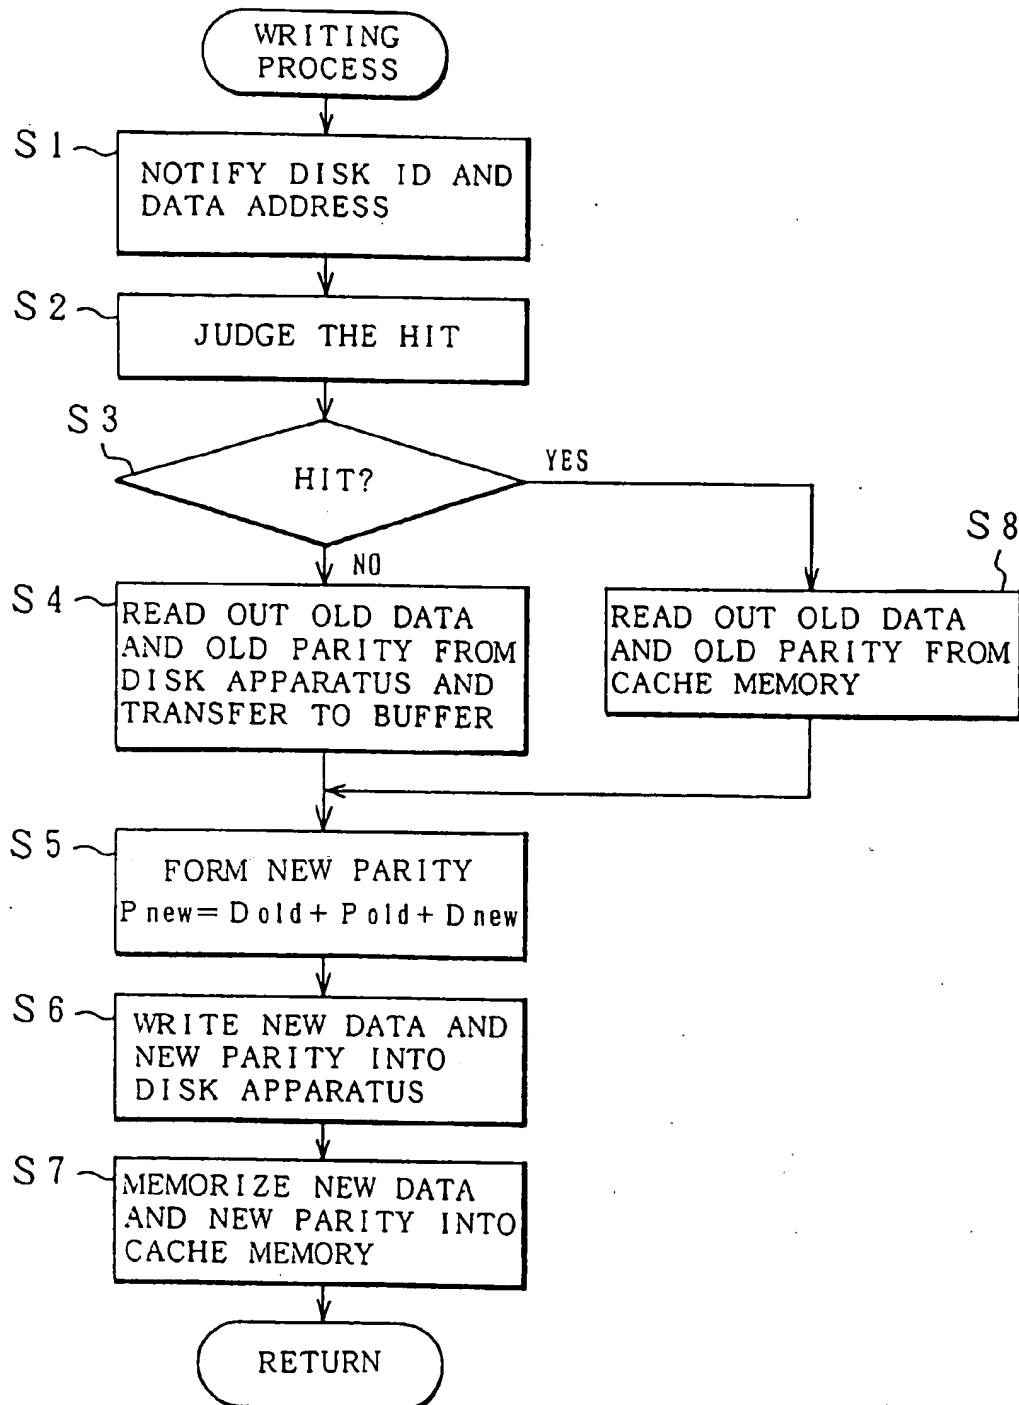 WRITING
PROCESS
S1
NOTIFY DISK ID AND
DATA ADDRESS
S2
JUDGE THE HIT
S3
HIT?
YES
NO
S4
READ OUT OLD DATA
AND OLD PARITY FROM
DISK APPARATUS AND
TRANSFER TO BUFFER
S8
READ OUT OLD DATA
AND OLD PARITY FROM
CACHE MEMORY
S5
FORM NEW PARITY
Pnew=Dold+Pold+Dnew
S6
WRITE NEW DATA AND
NEW PARITY INTO
DISK APPARATUS
S7
MEMORIZE NEW DATA
AND NEW PARITY INTO
CACHE MEMORY
RETURN